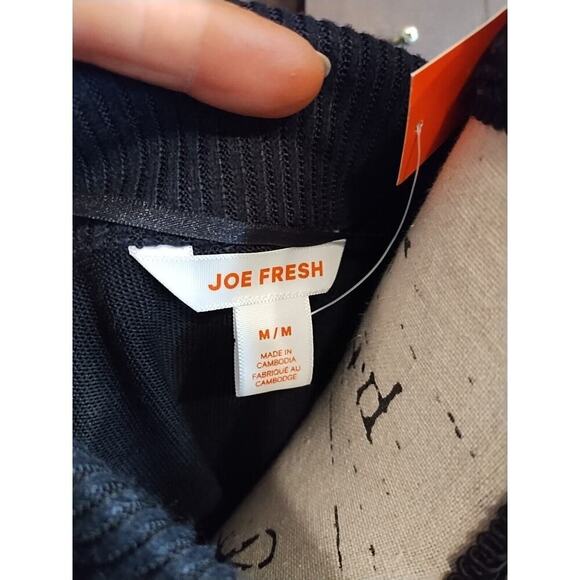 JOE FRESH
M/M
MADE IN
CAMBODIA
FABRIQUÉ AU
CAMBODGE